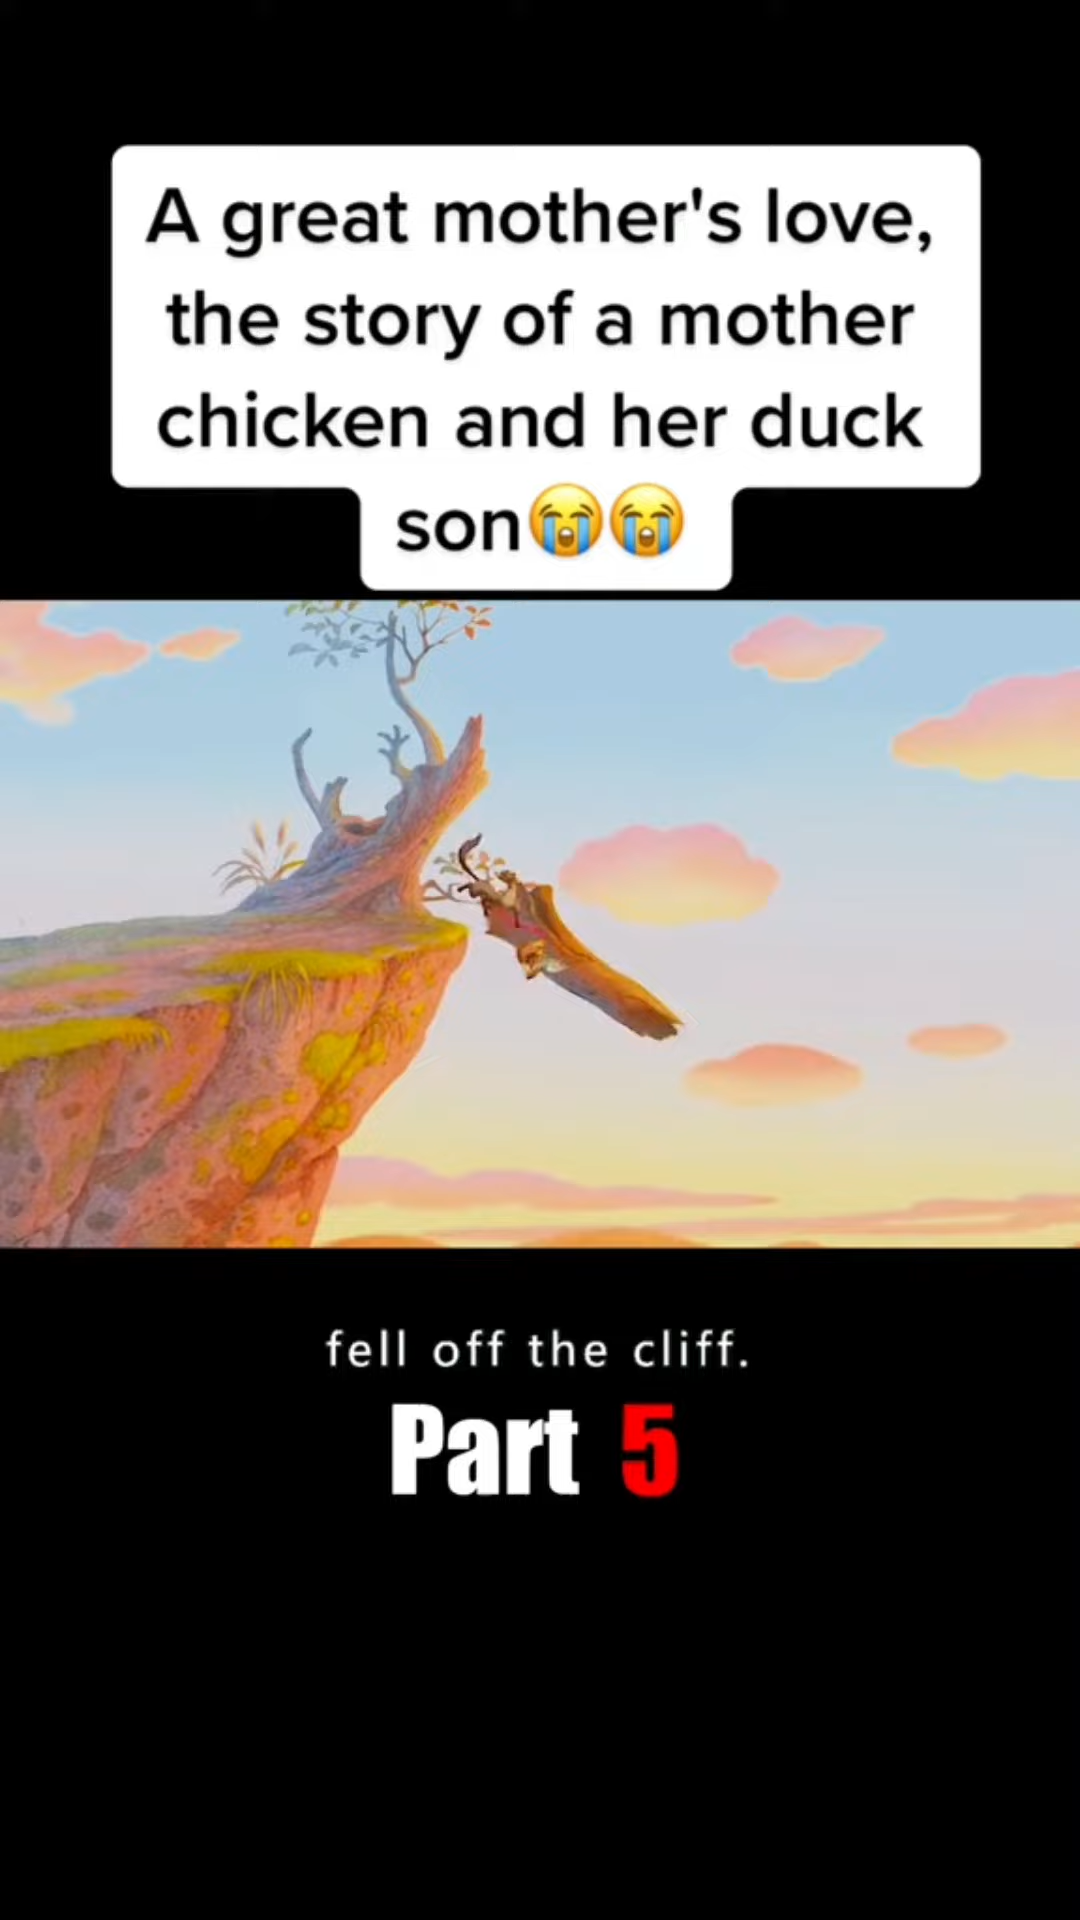 A great mother's love,
the story of a mother
chicken and her duck
son😭😭
fell off the cliff.
Part 5